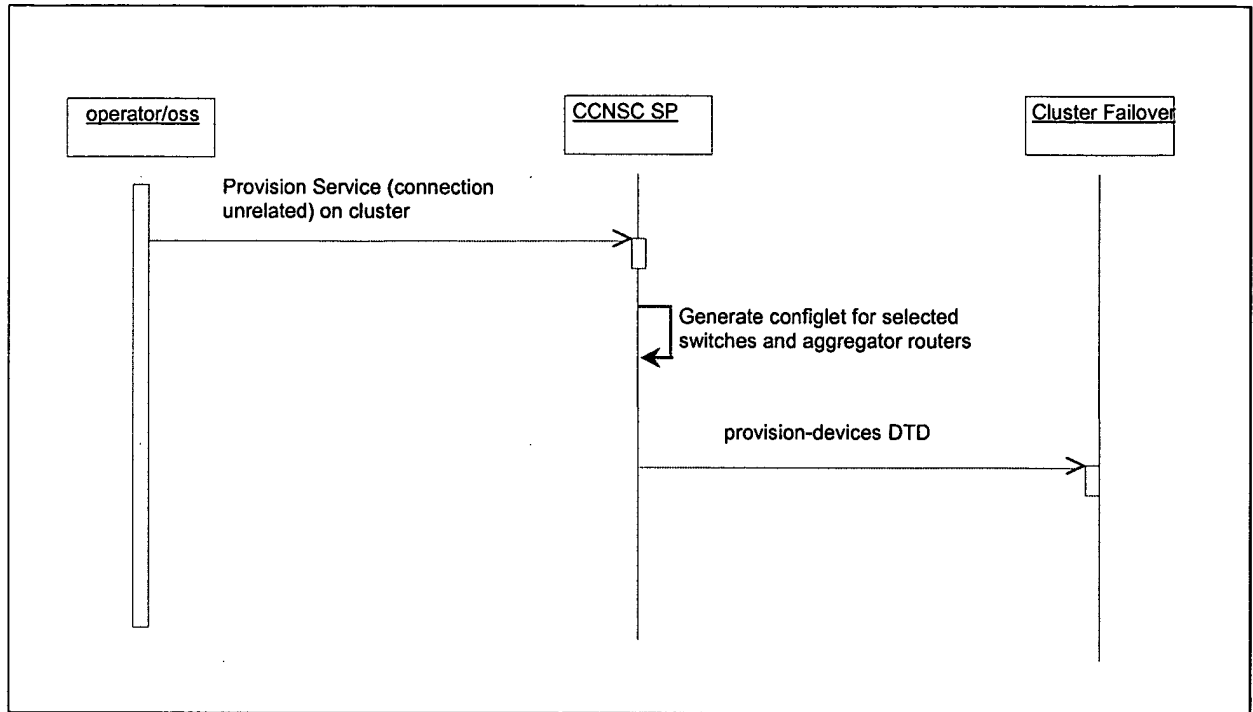 operator/oss
CCNSC SP
Cluster Failover
Provision Service (connection
unrelated) on cluster
Generate configlet for selected
switches and aggregator routers
provision-devices DTD